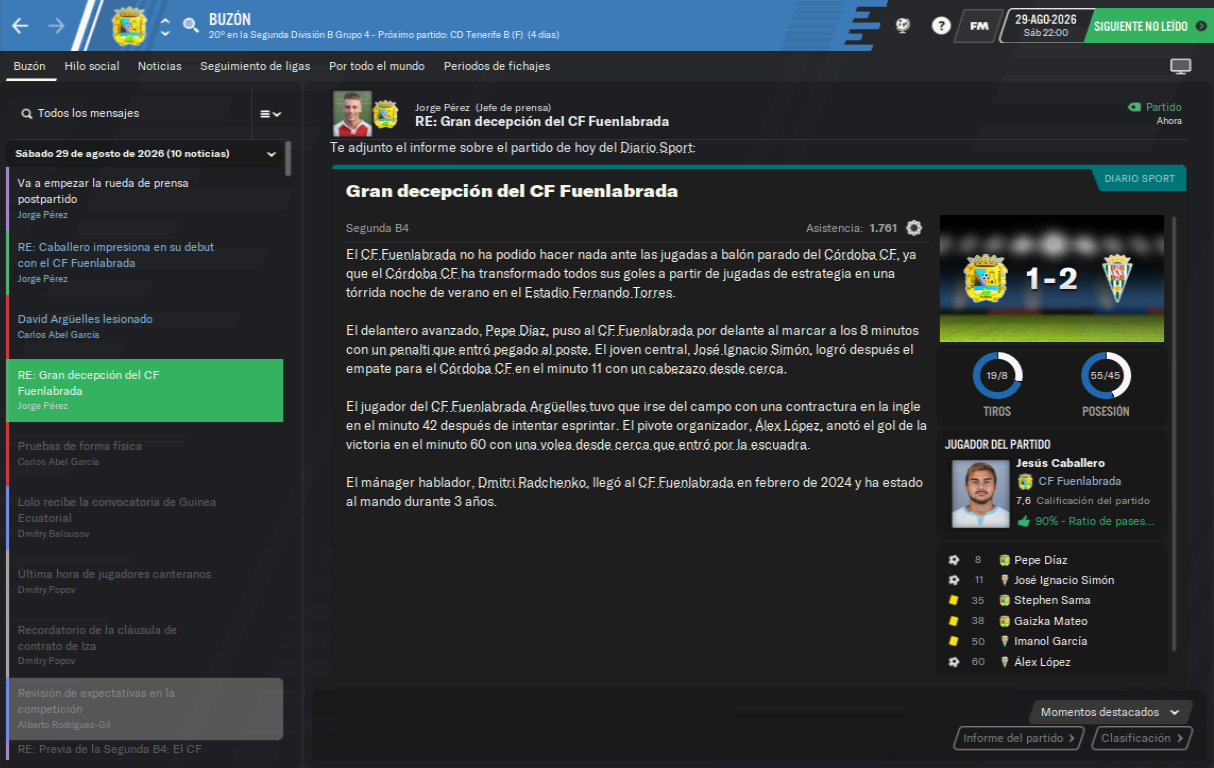 BUZÓN
20º en la Segunda División B Grupo 4 - Próximo partido: CD Tenerife B (F) (4 días)
?
FM
29-AGO-2026
Sáb 22:00
SIGUIENTE NO LEÍDO
Buzón
Hilo social
Noticias
Seguimiento de ligas
Por todo el mundo
Periodos de fichajes
Todos los mensajes
Sábado 29 de agosto de 2026 (10 noticias)
Va a empezar la rueda de prensa
postpartido
Jorge Pérez
RE: Caballero impresiona en su debut
con el CF Fuenlabrada
Jorge Pérez
David Argüelles lesionado
Carlos Abel García
RE: Gran decepción del CF
Fuenlabrada
Jorge Pérez
Pruebas de forma física
Carlos Abel García
Lolo recibe la convocatoria de Guinea
Ecuatorial
Dmitry Belousov
Última hora de jugadores canteranos
Dmitry Popov
Recordatorio de la cláusula de
contrato de Iza
Dmitry Popov
Revisión de expectativas en la
competición
Alberto Rodríguez-Gil
RE: Previa de la Segunda B4: El CF
Jorge Pérez (Jefe de prensa)
RE: Gran decepción del CF Fuenlabrada
Partido
Ahora
Te adjunto el informe sobre el partido de hoy del Diario Sport:
DIARIO SPORT
Gran decepción del CF Fuenlabrada
Segunda B4
Asistencia: 1.761
El CF Fuenlabrada no ha podido hacer nada ante las jugadas a balón parado del Córdoba CF, ya
que el Córdoba CF ha transformado todos sus goles a partir de jugadas de estrategia en una
tórrida noche de verano en el Estadio Fernando Torres.
El delantero avanzado, Pepe Díaz, puso al CF Fuenlabrada por delante al marcar a los 8 minutos
con un penalti que entró pegado al poste. El joven central, José Ignacio Simón, logró después el
empate para el Córdoba CF en el minuto 11 con un cabezazo desde cerca.
El jugador del CF Fuenlabrada Argüelles tuvo que irse del campo con una contractura en la ingle
en el minuto 42 después de intentar esprintar. El pivote organizador, Álex López, anotó el gol de la
victoria en el minuto 60 con una volea desde cerca que entró por la escuadra.
El mánager hablador, Dmitri Radchenko, llegó al CF Fuenlabrada en febrero de 2024 y ha estado
al mando durante 3 años.
1-2
19/8
TIROS
55/45
POSESIÓN
JUGADOR DEL PARTIDO
Jesús Caballero
CF Fuenlabrada
7,6 Calificación del partido
90% - Ratio de pases...
8 Pepe Díaz
11 José Ignacio Simón
35 Stephen Sama
38 Gaizka Mateo
50 Imanol García
60 Álex López
Momentos destacados
Informe del partido
Clasificación